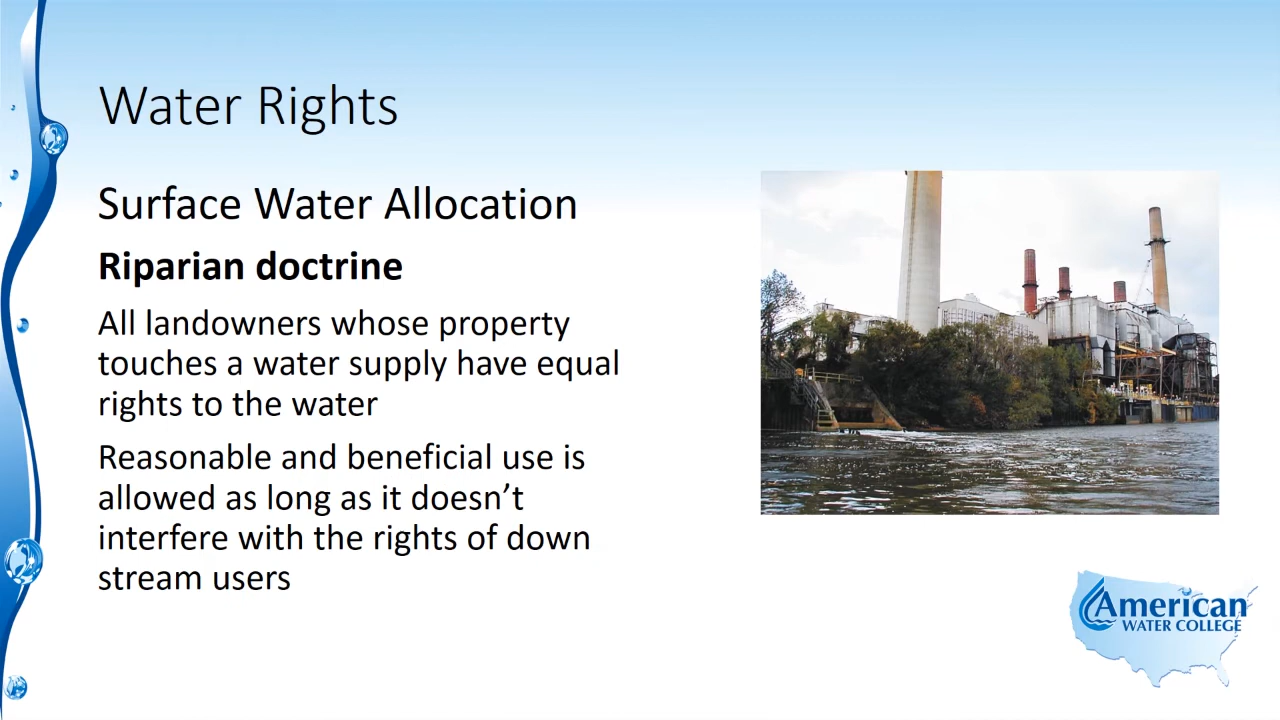 Water Rights
Surface Water Allocation
Riparian doctrine
All landowners whose property
touches a water supply have equal
rights to the water
Reasonable and beneficial use is
allowed as long as it doesn’t
interfere with the rights of down
stream users
American
WATER COLLEGE